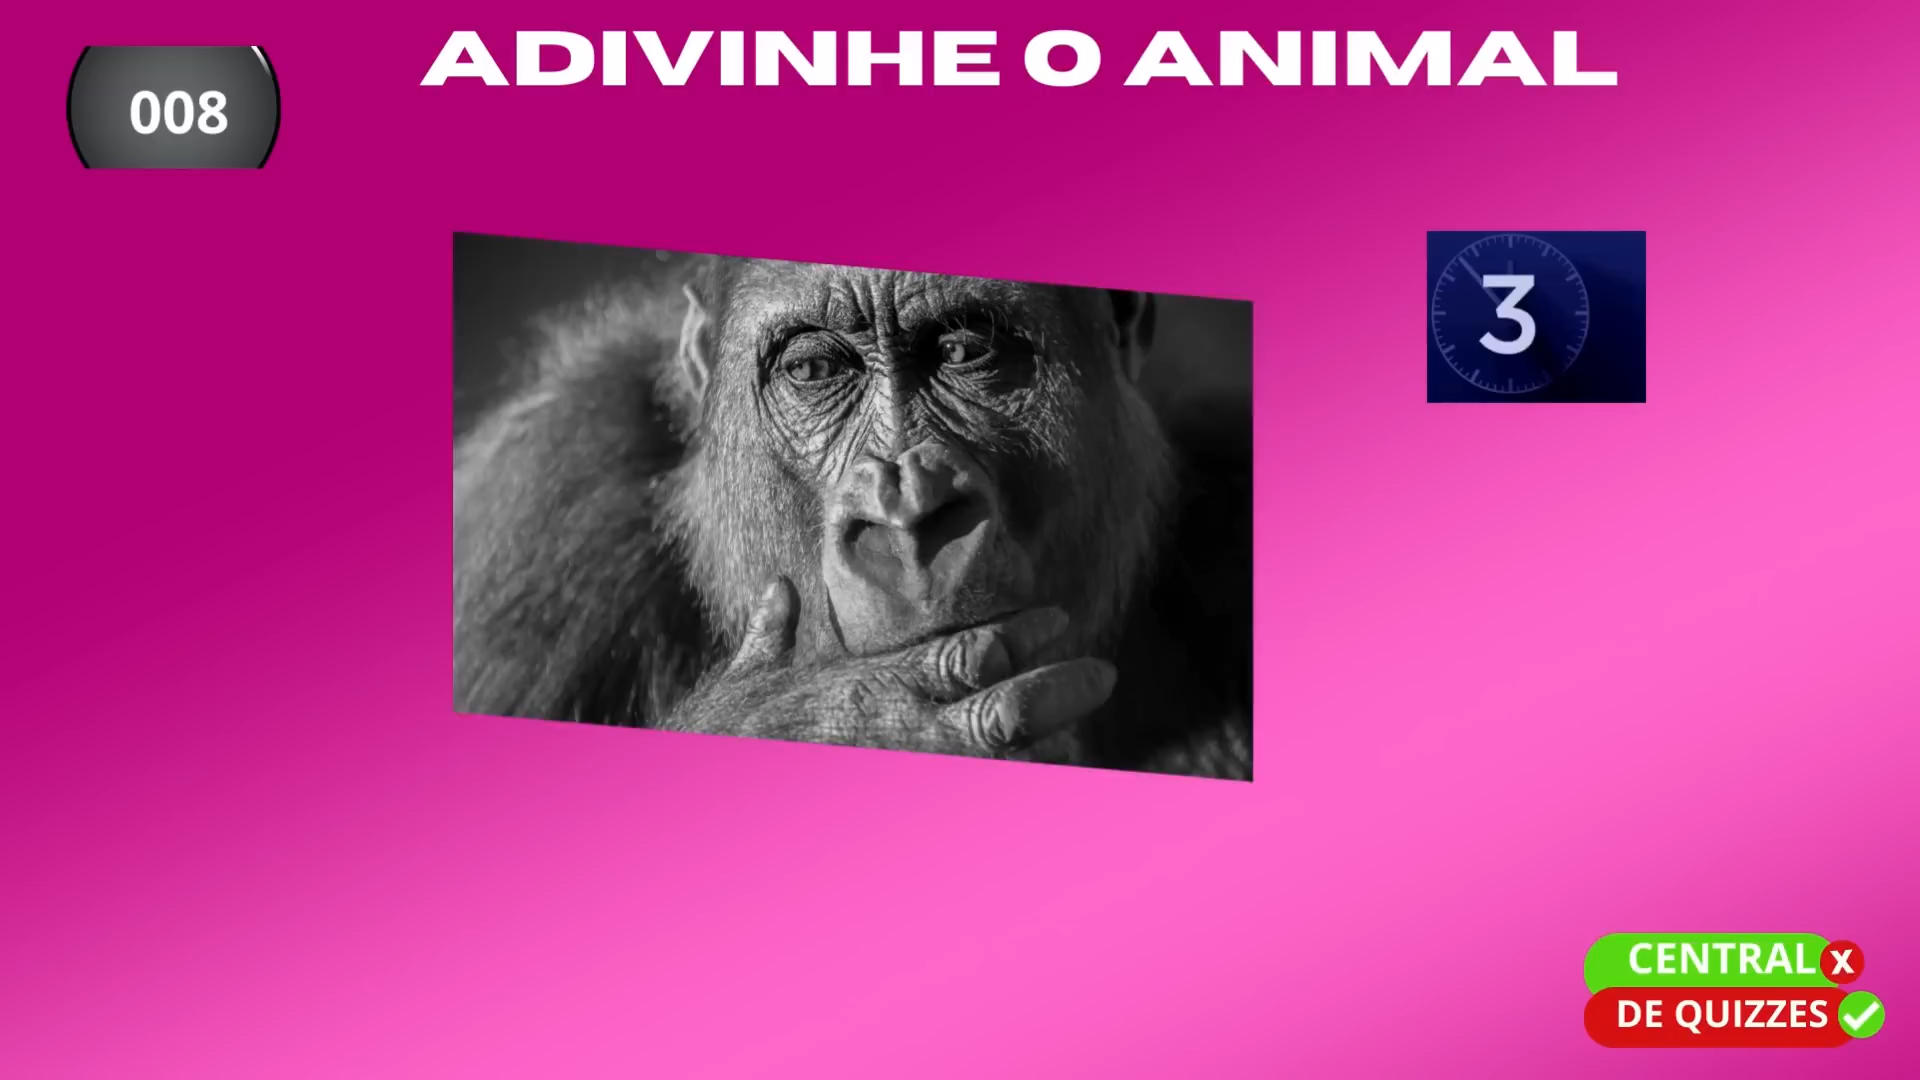 ADIVINHE O ANIMAL
008
3
CENTRAL X
DE QUIZZES